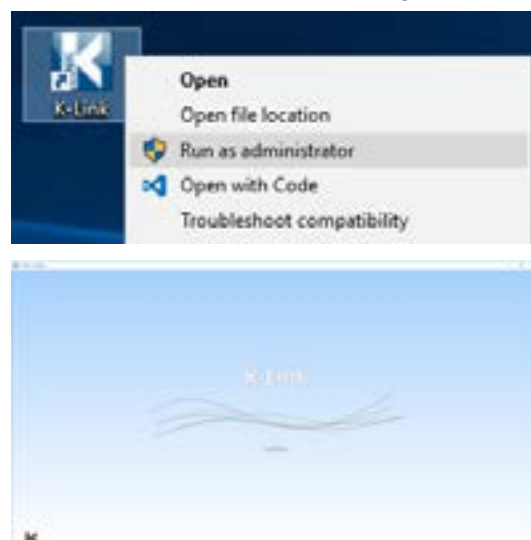 K-Link
Open
Open file location
Run as administrator
Open with Code
Troubleshoot compatibility
K-Link